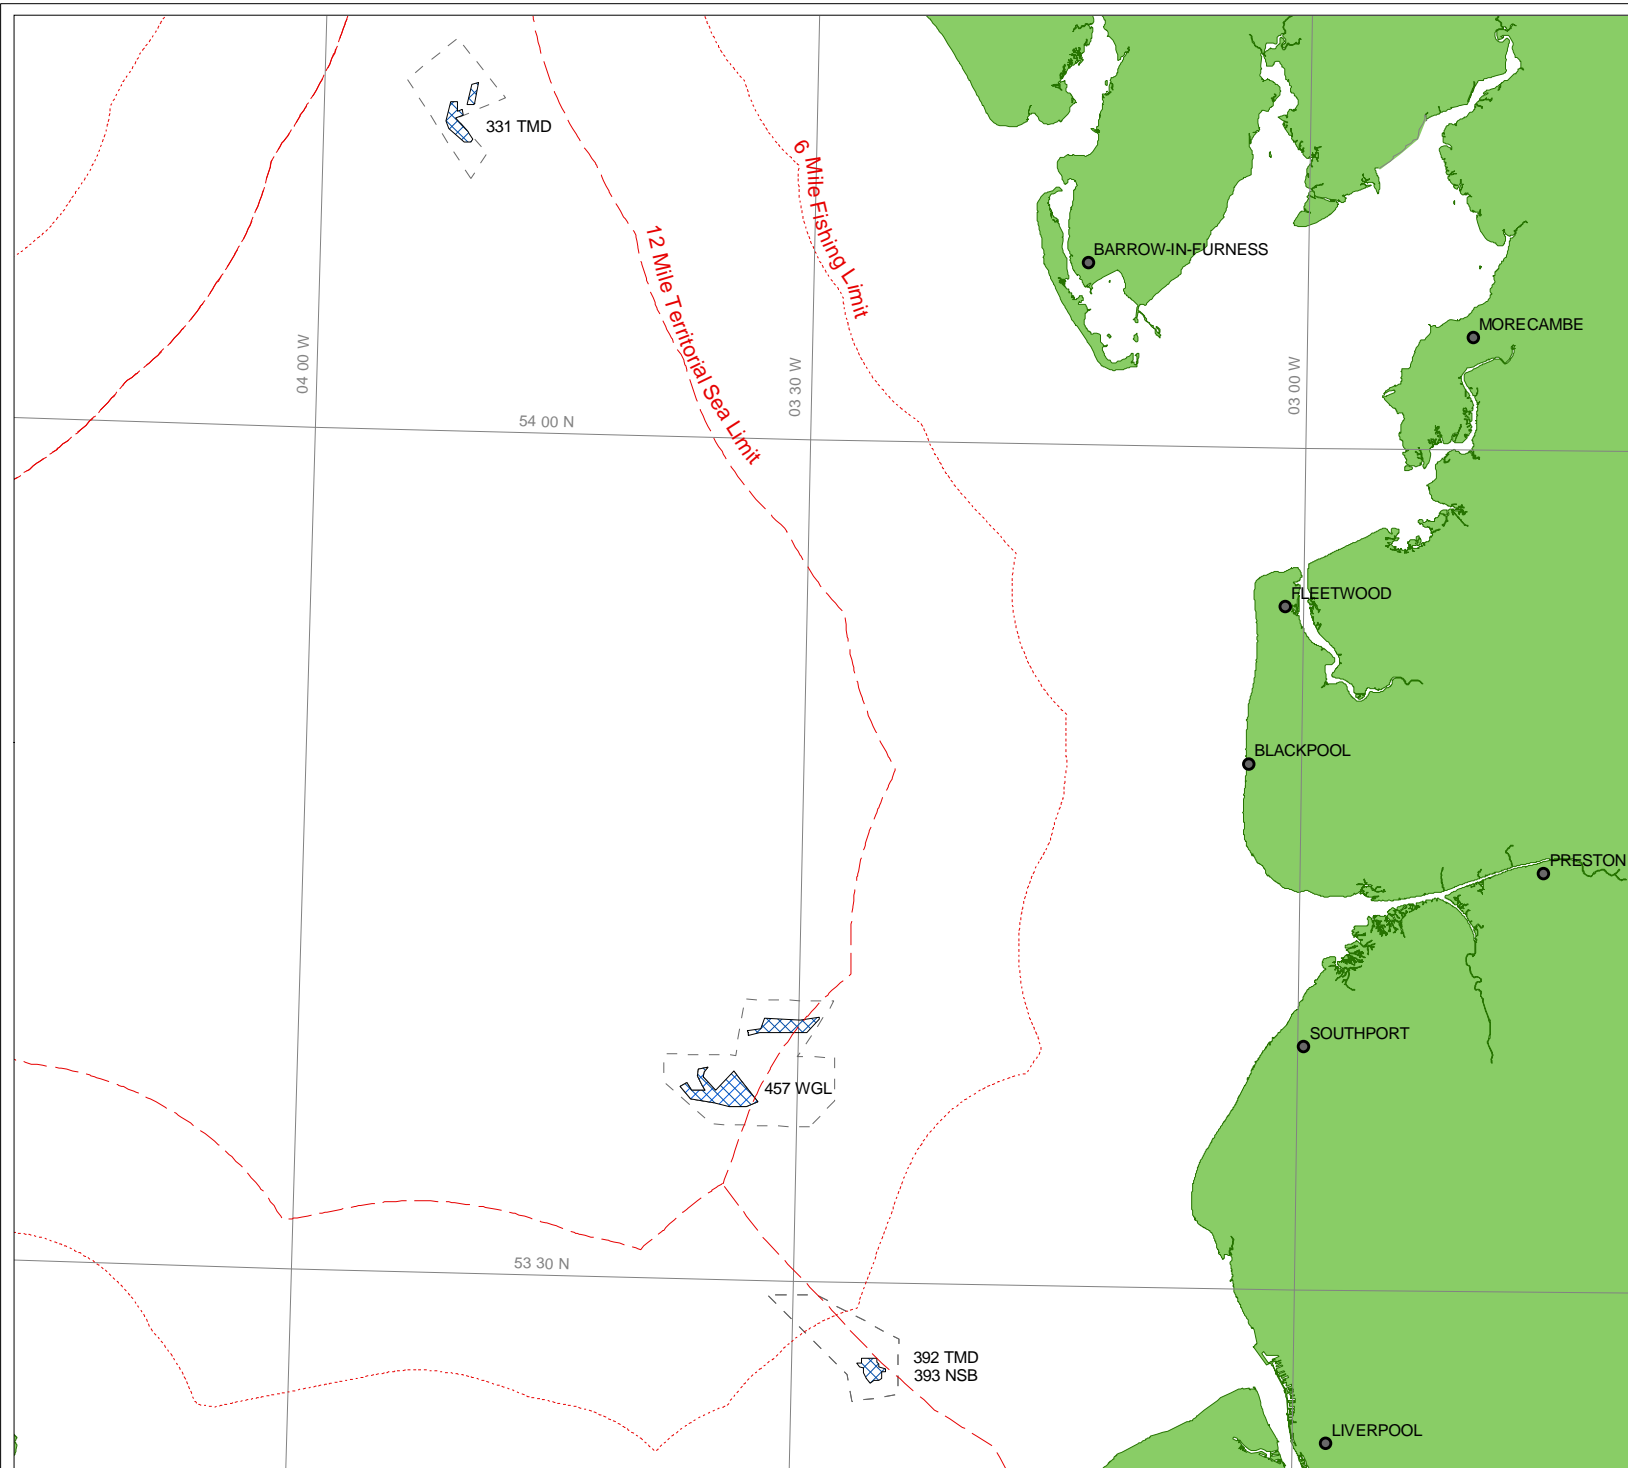 331 TMD
6 Mile Fishing Limit
12 Mile Territorial Sea Limit
BARROW-IN-FURNESS
MORECAMBE
04 00 W
03 30 W
03 00 W
54 00 N
FLEETWOOD
BLACKPOOL
PRESTON
SOUTHPORT
457 WGL
53 30 N
392 TMD
393 NSB
LIVERPOOL